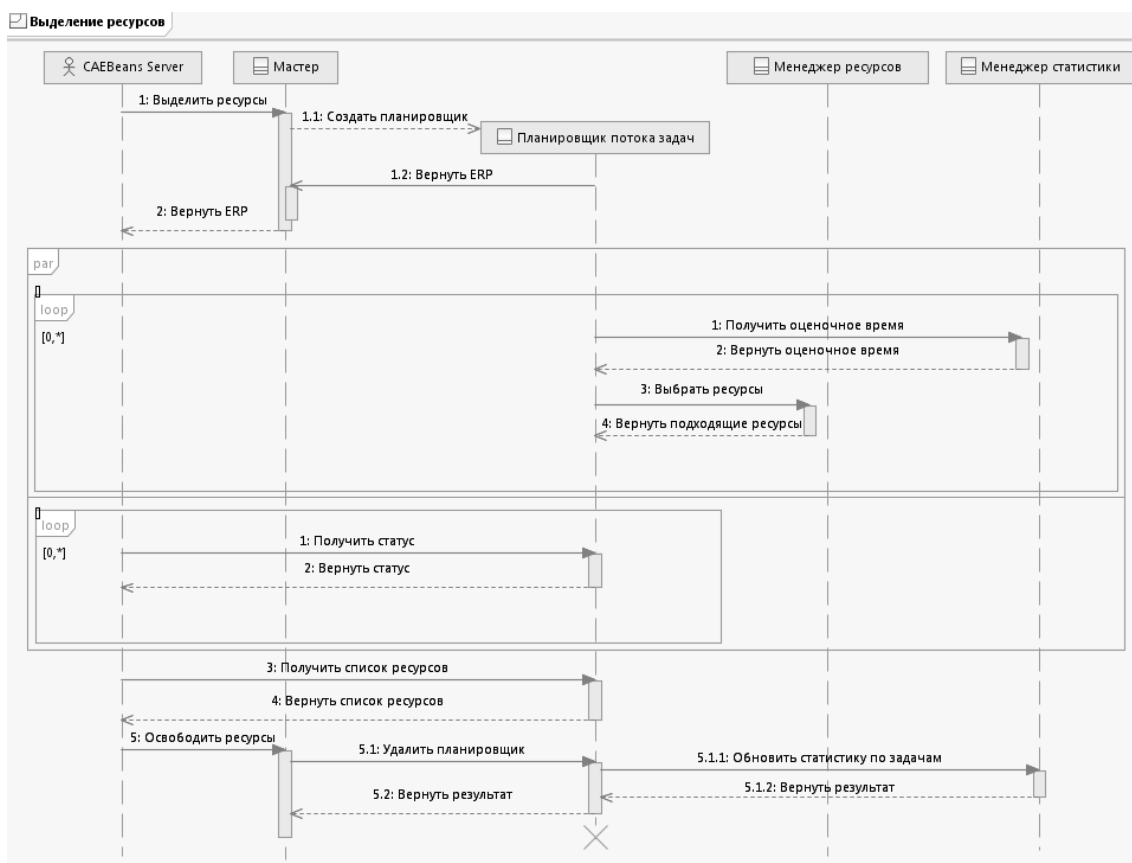 Выделение ресурсов
CAEBeans Server
Мастер
Менеджер ресурсов
Менеджер статистики
1: Выделить ресурсы
1.1: Создать планировщик
Планировщик потока задач
1.2: Вернуть ERP
2: Вернуть ERP
par
[]
loop
[0,*]
1: Получить оценочное время
2: Вернуть оценочное время
3: Выбрать ресурсы
4: Вернуть подходящие ресурсы
[]
loop
[0,*]
1: Получить статус
2: Вернуть статус
3: Получить список ресурсов
4: Вернуть список ресурсов
5: Освободить ресурсы
5.1: Удалить планировщик
5.1.1: Обновить статистику по задачам
5.2: Вернуть результат
5.1.2: Вернуть результат